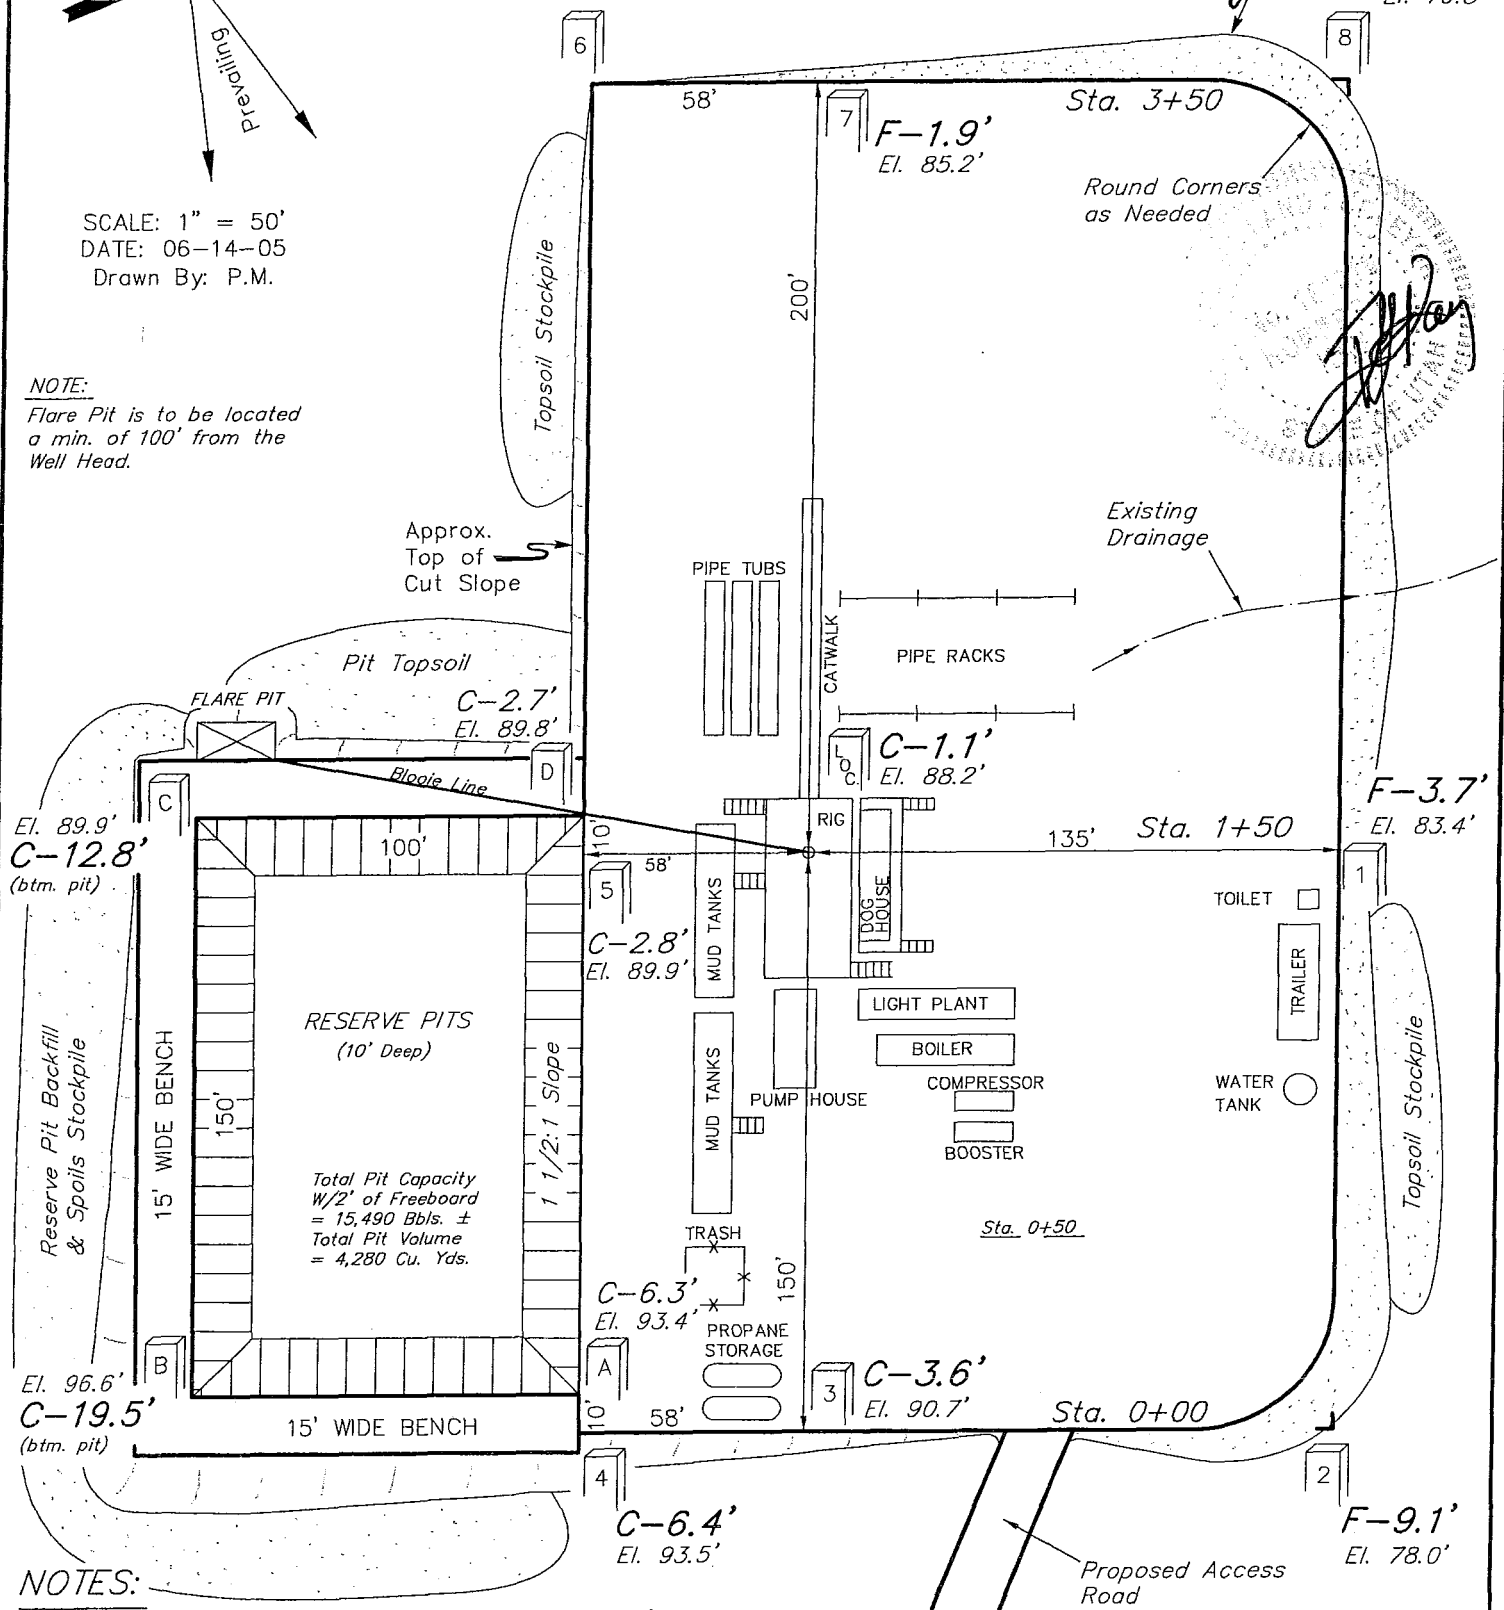 El. 70.8'
6
8
Prevailing
58'
Sta. 3+50
7
F-1.9'
El. 85.2'
Round Corners
as Needed
SCALE: 1" = 50'
DATE: 06-14-05
Drawn By: P.M.
Topsoil Stockpile
200'
STATE OF UTAH
NOTE:
Flare Pit is to be located
a min. of 100' from the
Well Head.
Approx.
Top of
Cut Slope
Existing
Drainage
PIPE TUBS
CATWALK
PIPE RACKS
Pit Topsoil
FLARE PIT
C-2.7'
El. 89.8'
LOC.
C-1.1'
El. 88.2'
D
C
Blooie Line
F-3.7'
El. 83.4'
El. 89.9'
C-12.8'
(btm. pit)
100'
10'
58'
RIG
135'
Sta. 1+50
1
5
C-2.8'
El. 89.9'
MUD TANKS
DOG
HOUSE
TOILET
TRAILER
LIGHT PLANT
BOILER
COMPRESSOR
BOOSTER
PUMP HOUSE
MUD TANKS
WATER
TANK
Topsoil Stockpile
Reserve Pit Backfill
& Spoils Stockpile
15' WIDE BENCH
150'
RESERVE PITS
(10' Deep)
1 1/2:1 Slope
Total Pit Capacity
W/2' of Freeboard
= 15,490 Bbls. ±
Total Pit Volume
= 4,280 Cu. Yds.
TRASH
Sta. 0+50
150'
C-6.3'
El. 93.4'
PROPANE
STORAGE
B
A
El. 96.6'
C-19.5'
(btm. pit)
3
C-3.6'
El. 90.7'
15' WIDE BENCH
10'
58'
Sta. 0+00
4
2
C-6.4'
El. 93.5'
F-9.1'
El. 78.0'
Proposed Access
Road
NOTES: